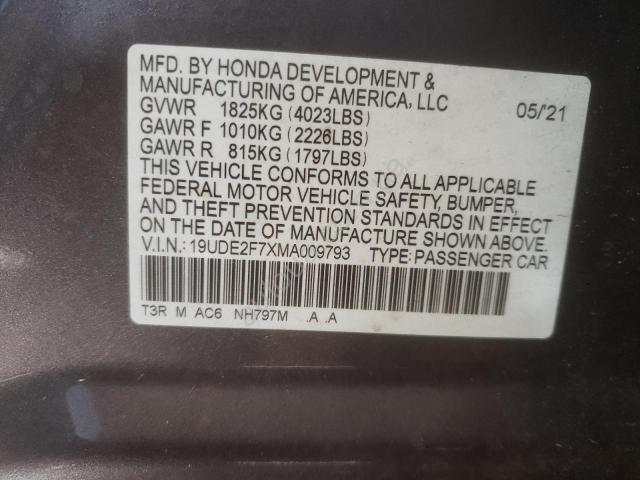 MFD. BY HONDA DEVELOPMENT &
MANUFACTURING OF AMERICA, LLC 05/'21
GVWR 1825KG (4023LBS)
GAWR F 1010KG (2226LBS)
GAWR R 815KG (1797LBS)
THIS VEHICLE CONFORMS TO ALL APPLICABLE
FEDERAL MOTOR VEHICLE SAFETY, BUMPER,
AND THEFT PREVENTION STANDARDS IN EFFECT
ON THE DATE OF MANUFACTURE SHOWN ABOVE.
V.I.N.: 19UDE2F7XMA009793 TYPE: PASSENGER CAR
T3R M AC6 NH797M .A .A